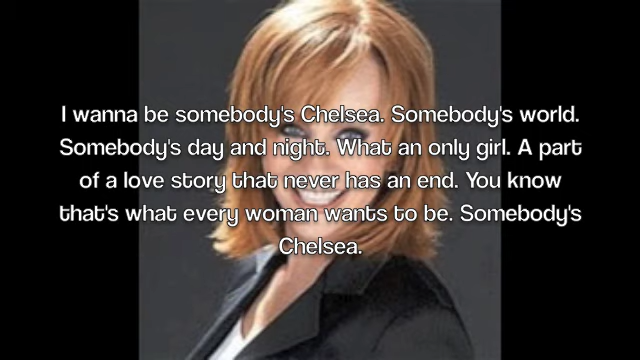 I wanna be somebody's Chelsea. Somebody's world.
Somebody's day and night. What an only girl. A part
of a love story that never has an end. You know
that's what every woman wants to be. Somebody's
Chelsea.